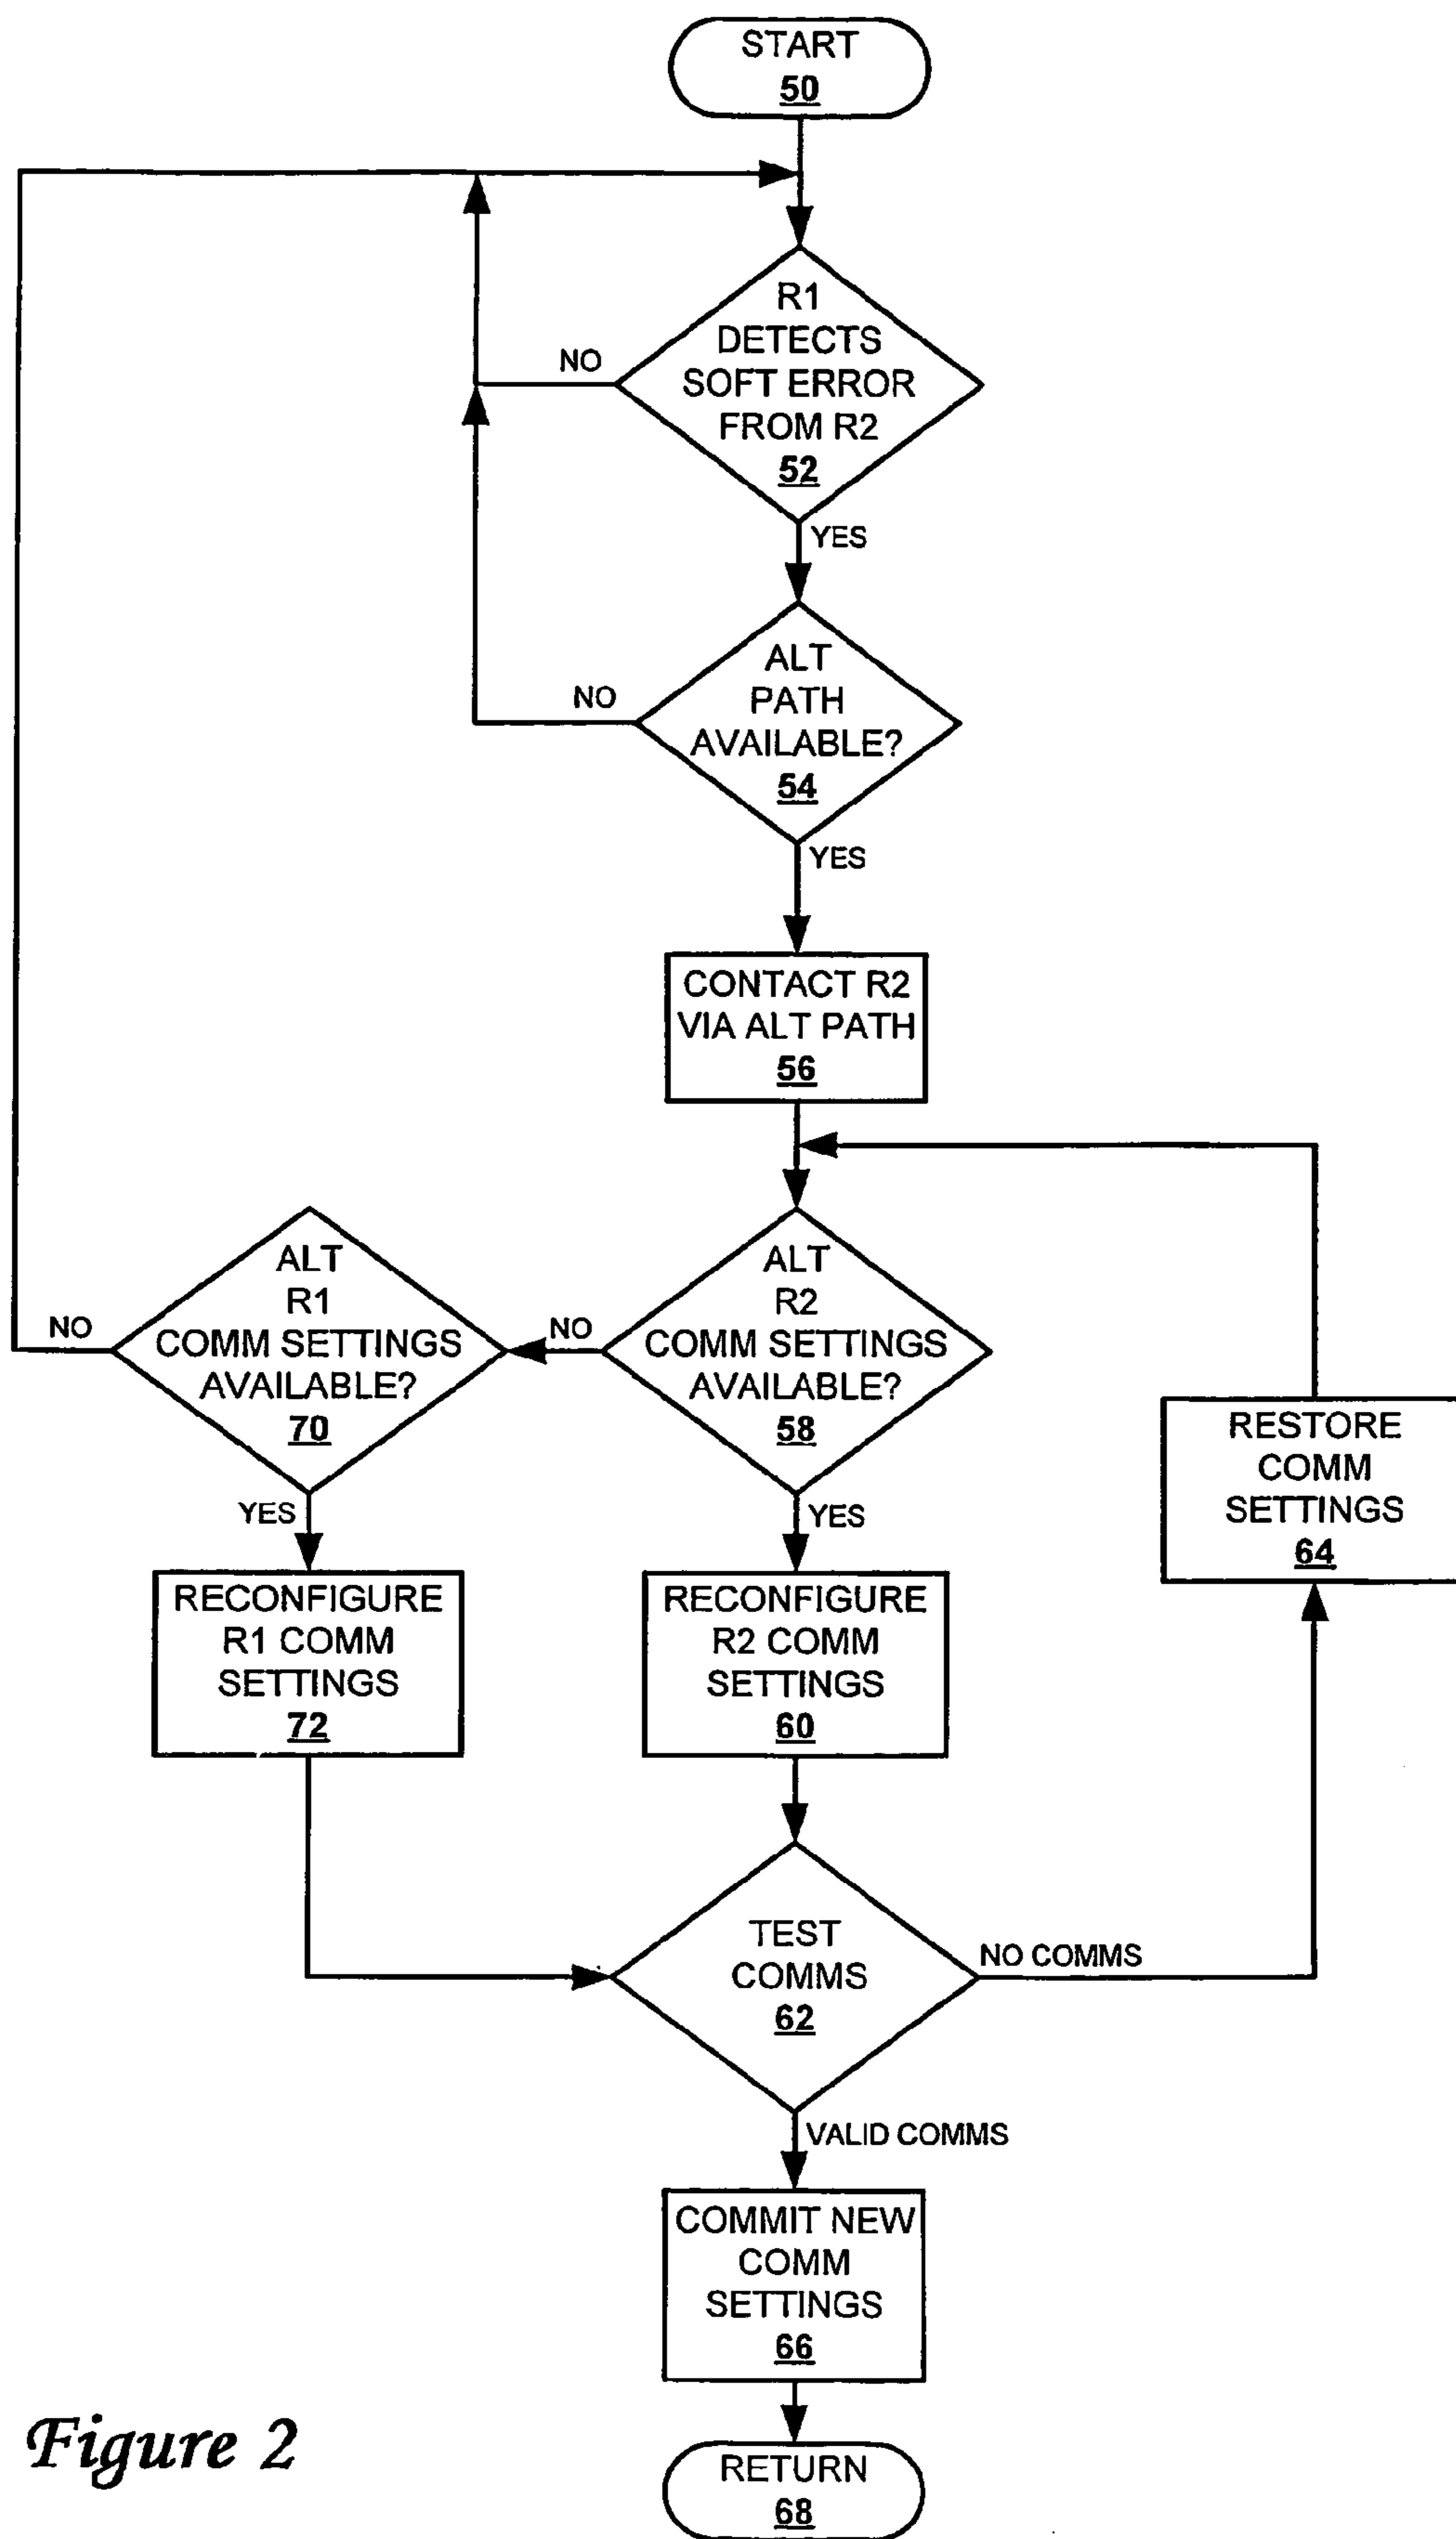 START
50
R1
DETECTS
SOFT ERROR
FROM R2
52
NO
YES
ALT
PATH
AVAILABLE?
54
NO
YES
CONTACT R2
VIA ALT PATH
56
ALT
R1
COMM SETTINGS
AVAILABLE?
70
NO
YES
ALT
R2
COMM SETTINGS
AVAILABLE?
58
NO
YES
RESTORE
COMM
SETTINGS
64
RECONFIGURE
R1 COMM
SETTINGS
72
RECONFIGURE
R2 COMM
SETTINGS
60
TEST
COMMS
62
NO COMMS
VALID COMMS
COMMIT NEW
COMM
SETTINGS
66
RETURN
68
Figure 2